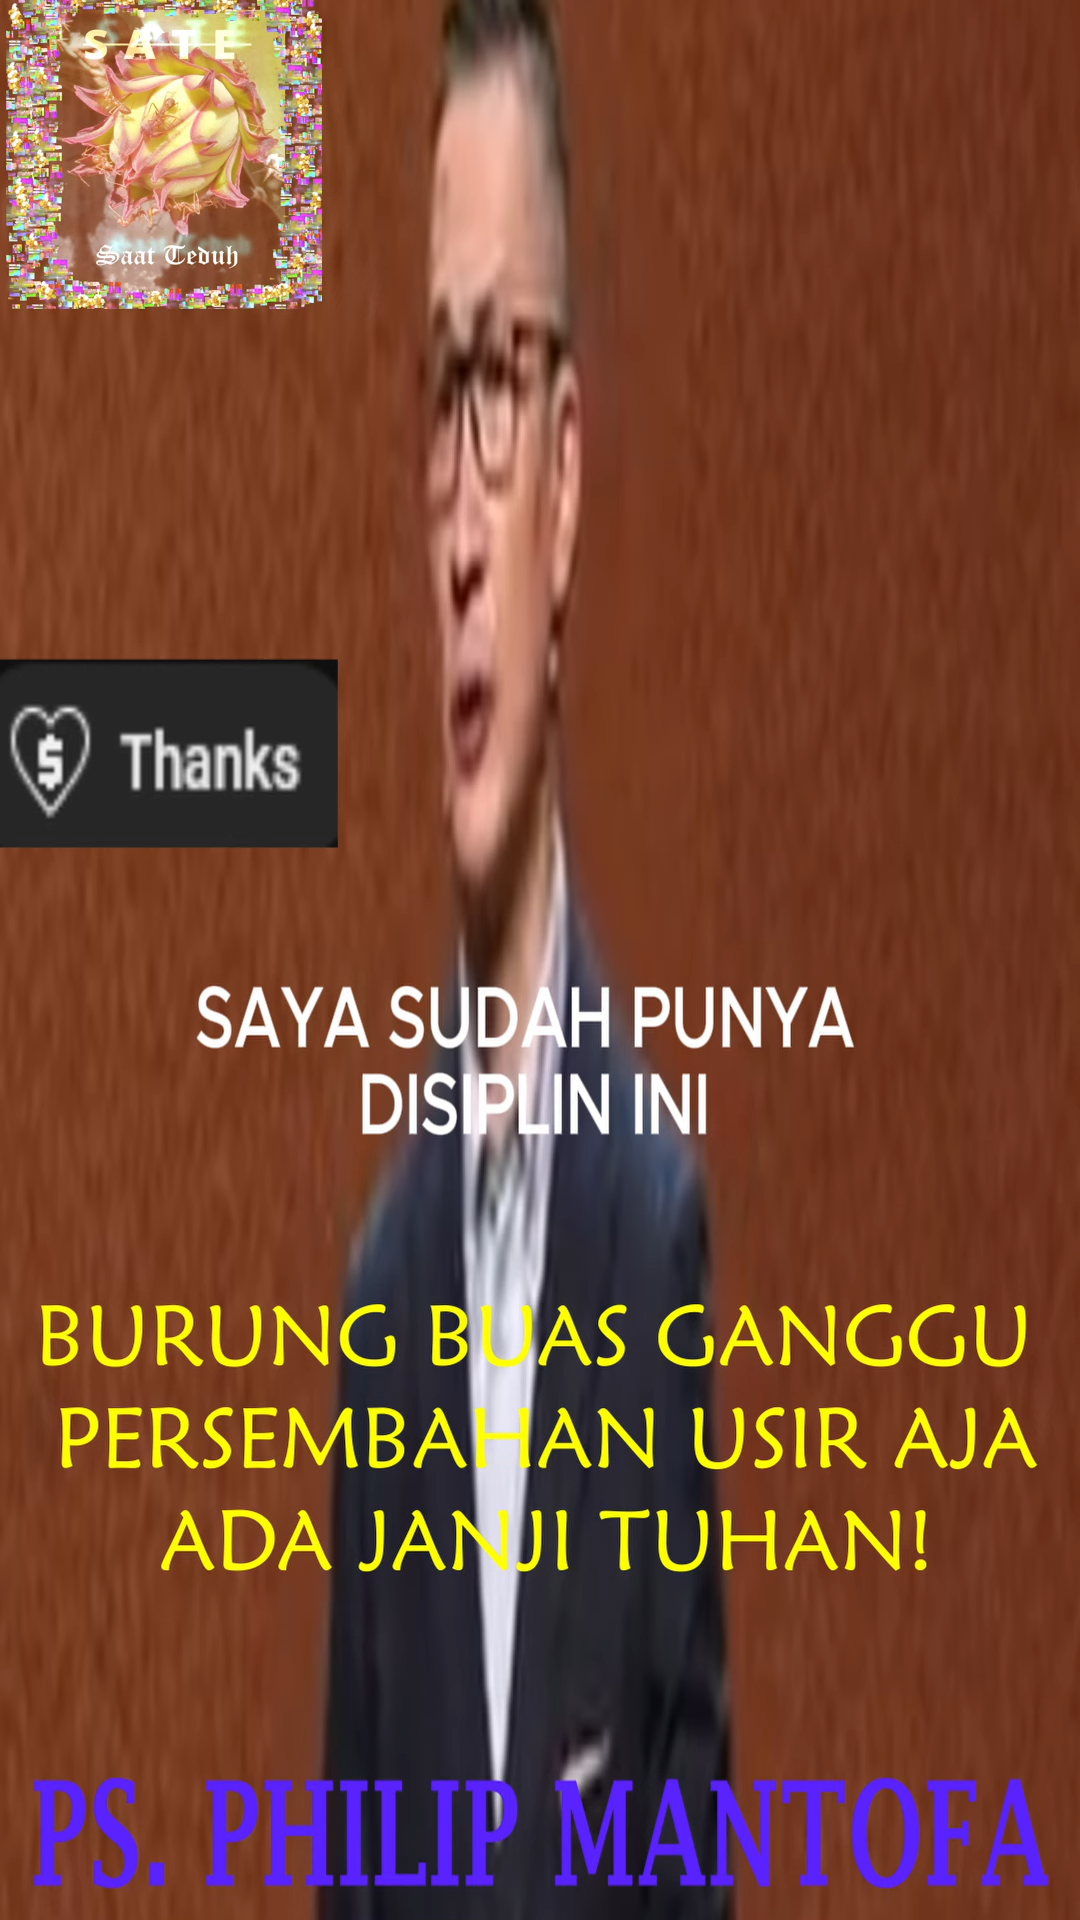 SATE
Saat Teduh
$ Thanks
SAYA SUDAH PUNYA
DISIPLIN INI
BURUNG BUAS GANGGU
PERSEMBAHAN USIR AJA
ADA JANJI TUHAN!
PS. PHILIP MANTOFA